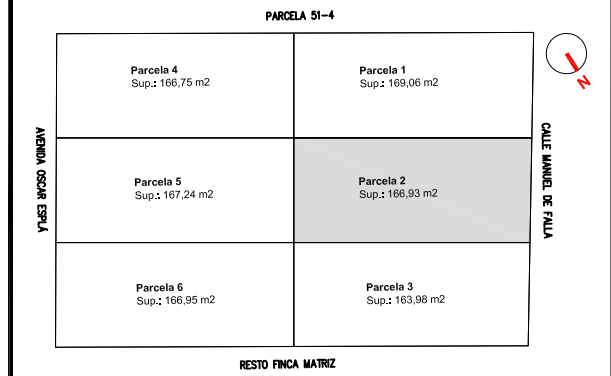 PARCELA 51-4
Parcela 4
Sup.: 166,75 m2
Parcela 1
Sup.: 169,06 m2
N
AVENIDA OSCAR ESPLÁ
CALLE MANUEL DE FALLA
Parcela 5
Sup.: 167,24 m2
Parcela 2
Sup.: 166,93 m2
Parcela 6
Sup.: 166,95 m2
Parcela 3
Sup.: 163,98 m2
RESTO FINCA MATRIZ